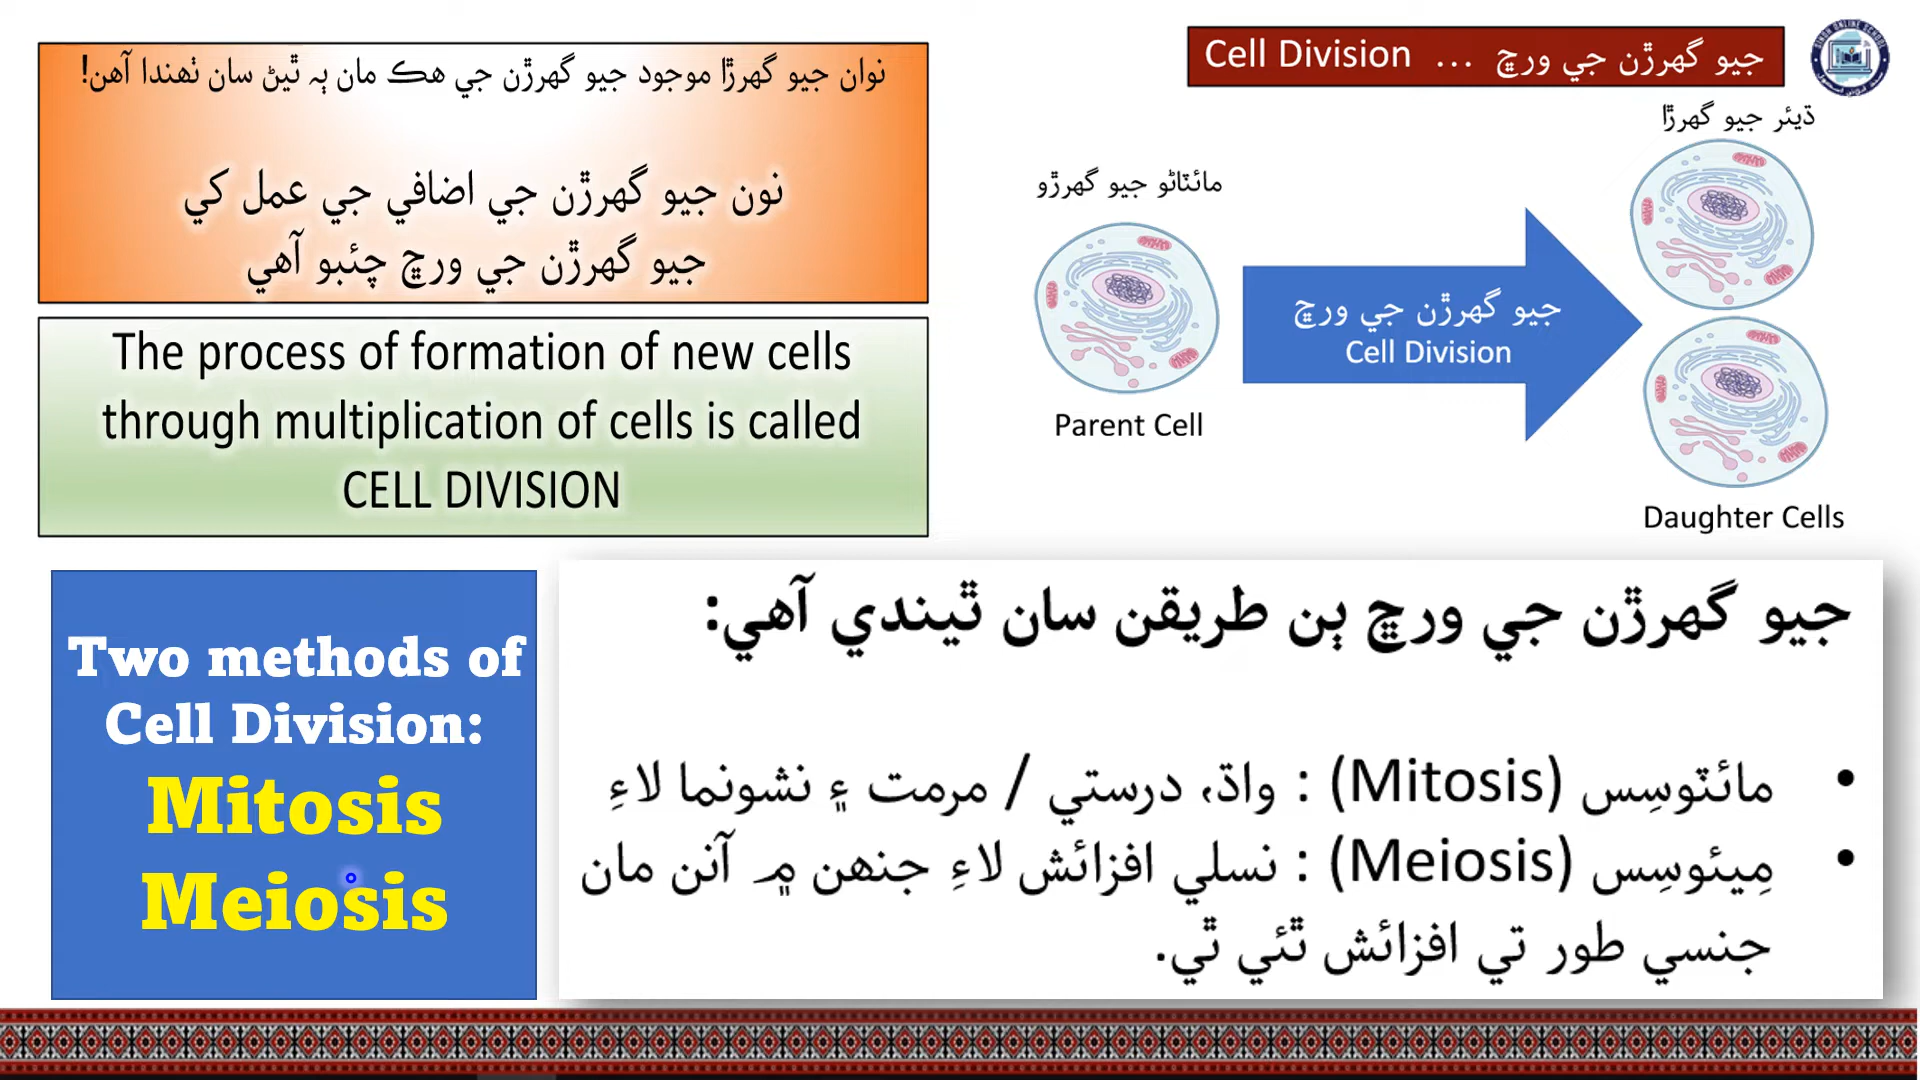 جيو گھرڙن جي ورڇ ... Cell Division
نوان جيو گھرڙا موجود جيو گھرڙن جي هڪ مان ٻہ ٿيڻ سان ٺهندا آهن!
نون جيو گھرڙن جي اضافي جي عمل کي
جيو گھرڙن جي ورڇ چئبو آهي
The process of formation of new cells
through multiplication of cells is called
CELL DIVISION
مائٽاڻو جيو گھرڙو
Parent Cell
جيو گھرڙن جي ورڇ
Cell Division
ڌيئر جيو گھرڙا
Daughter Cells
Two methods of
Cell Division:
Mitosis
Meiosis
جيو گھرڙن جي ورڇ ٻن طريقن سان ٿيندي آهي:
• مائٽوسِس (Mitosis) : واڌ، درستي / مرمت ۽ نشونما لاءِ
• مِيئوسِس (Meiosis) : نسلي افزائش لاءِ جنهن ۾ آنن مان
جنسي طور تي افزائش ٿئي ٿي.